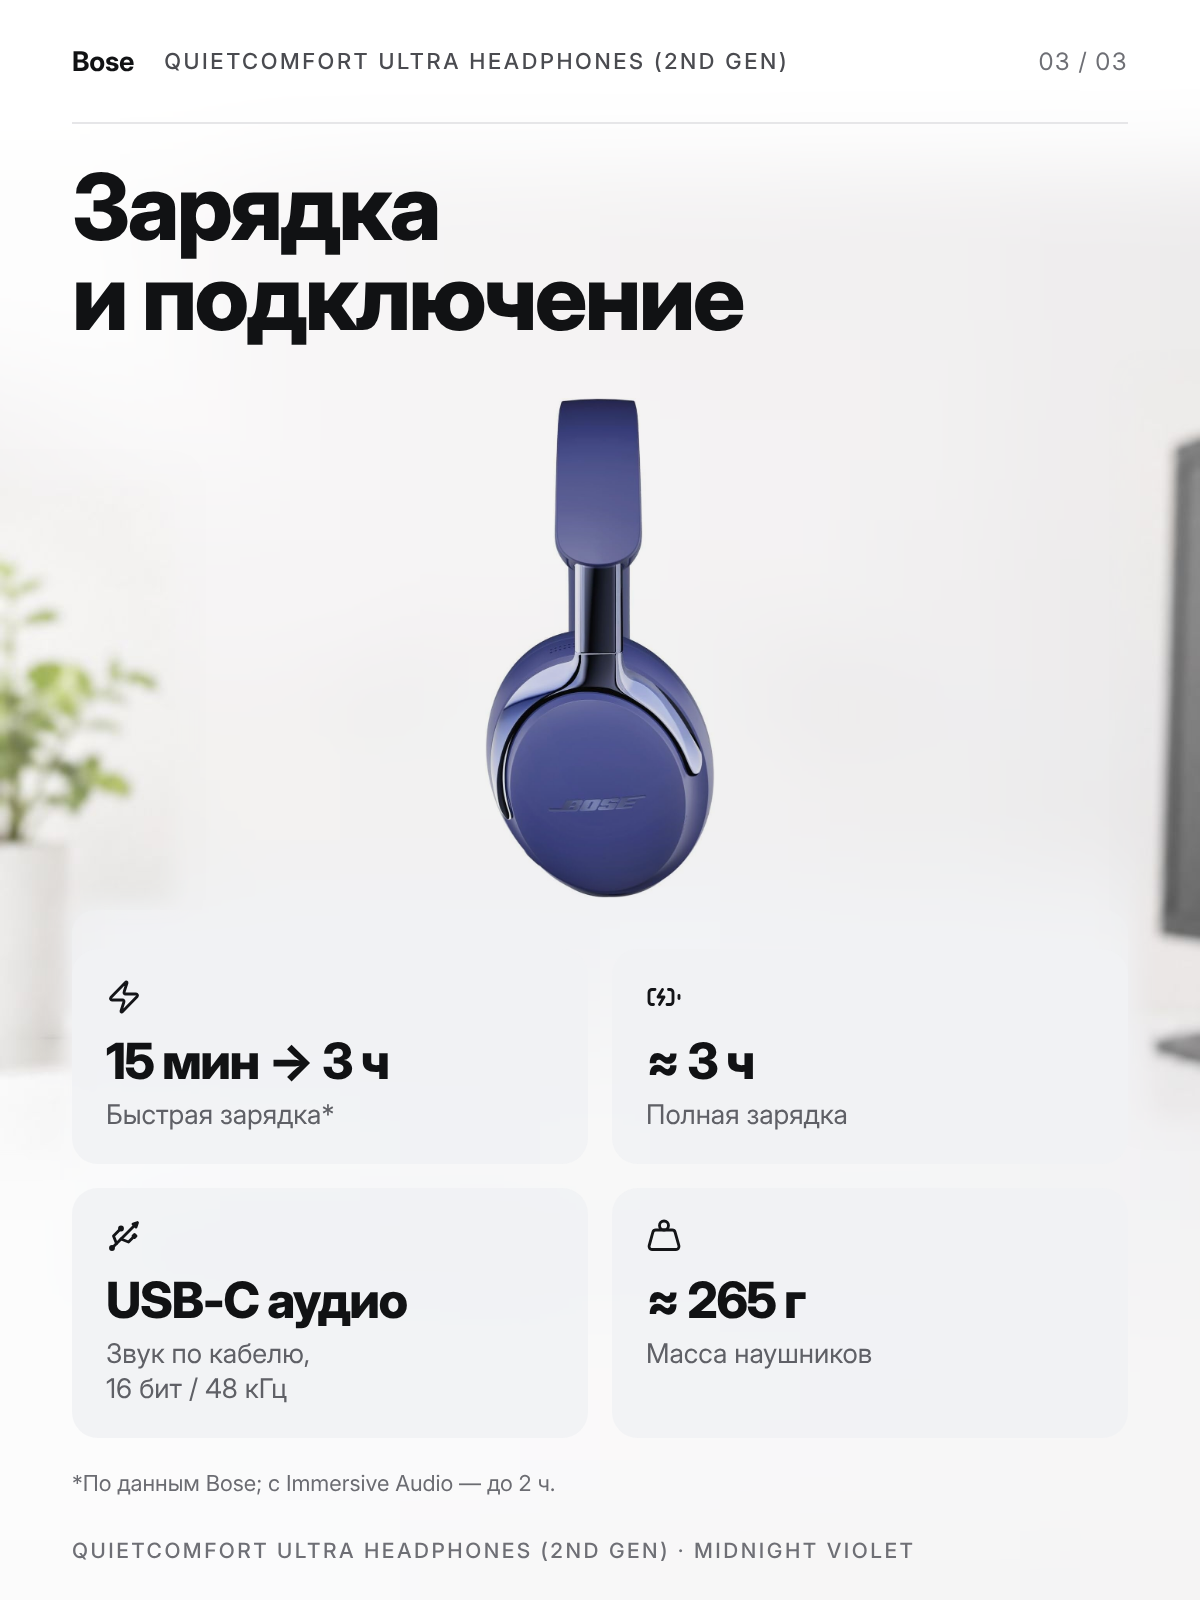 Bose QUIETCOMFORT ULTRA HEADPHONES (2ND GEN) 03 / 03
Зарядка
и подключение
BOSE
15 мин → 3 ч
Быстрая зарядка*
≈ 3 ч
Полная зарядка
USB-C аудио
Звук по кабелю,
16 бит / 48 кГц
≈ 265 г
Масса наушников
*По данным Bose; с Immersive Audio — до 2 ч.
QUIETCOMFORT ULTRA HEADPHONES (2ND GEN) · MIDNIGHT VIOLET